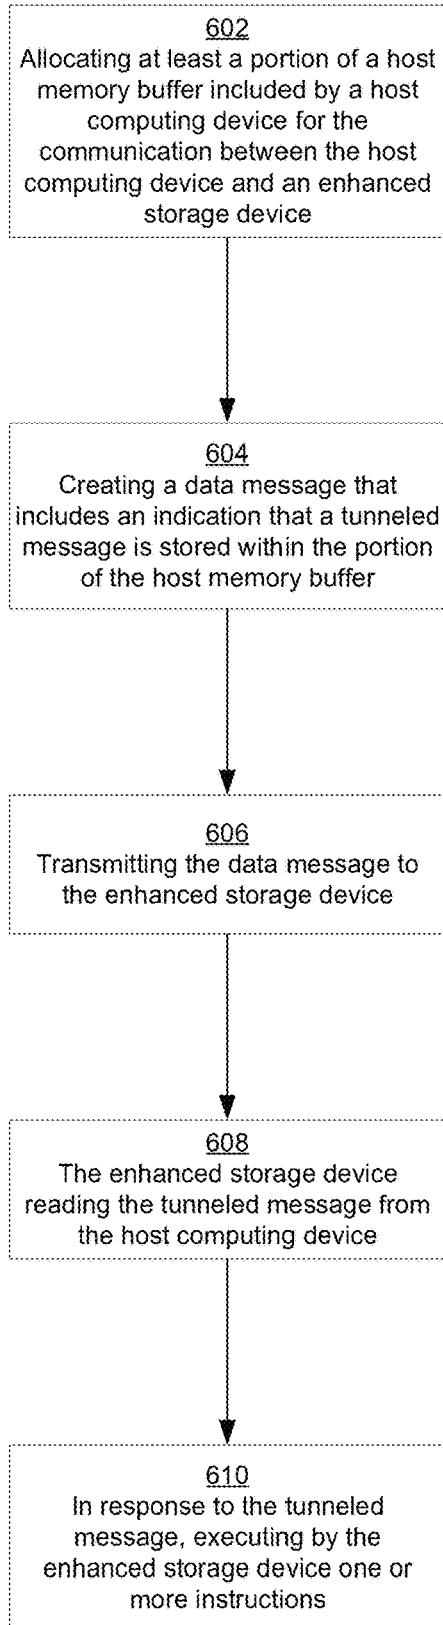 602
Allocating at least a portion of a host
memory buffer included by a host
computing device for the
communication between the host
computing device and an enhanced
storage device
604
Creating a data message that
includes an indication that a tunneled
message is stored within the portion
of the host memory buffer
606
Transmitting the data message to
the enhanced storage device
608
The enhanced storage device
reading the tunneled message from
the host computing device
610
In response to the tunneled
message, executing by the
enhanced storage device one or
more instructions